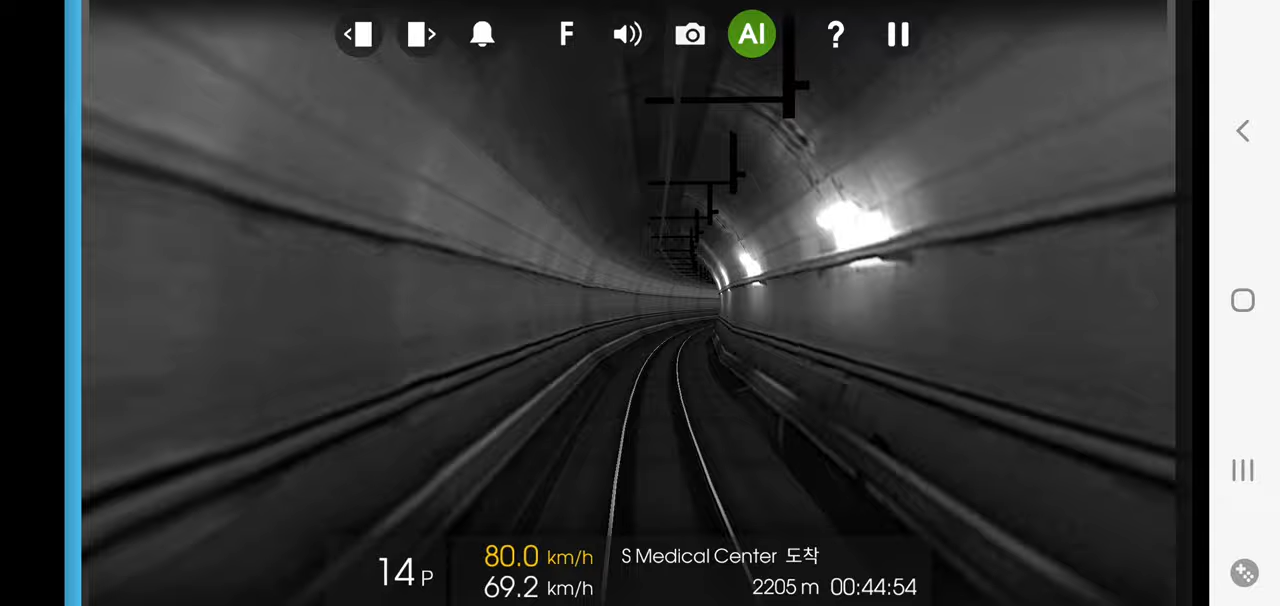 F AI ?
80.0 km/h S Medical Center 도착
14 P
69.2 km/h 2205 m 00:44:54